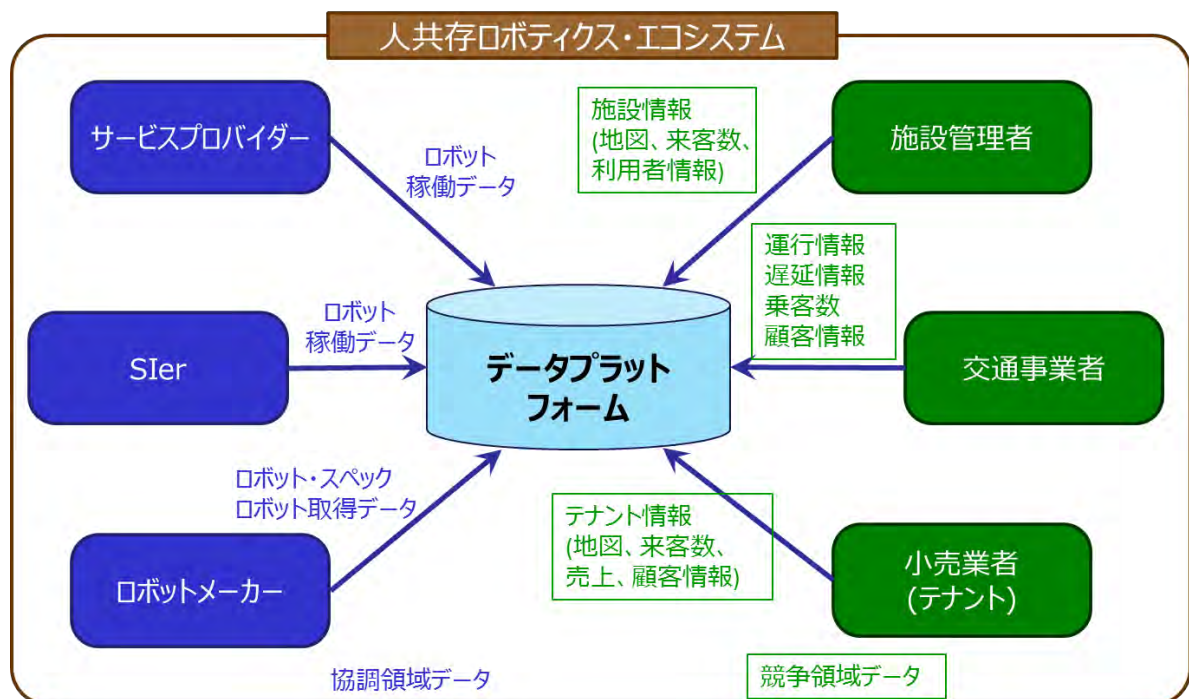 人共存ロボティクス・エコシステム
サービスプロバイダー
ロボット
稼働データ
施設情報
(地図、来客数、
利用者情報)
施設管理者
SIer
ロボット
稼働データ
データプラット
フォーム
運行情報
遅延情報
乗客数
顧客情報
交通事業者
ロボットメーカー
ロボット・スペック
ロボット取得データ
テナント情報
(地図、来客数、
売上、顧客情報)
小売業者
(テナント)
協調領域データ
競争領域データ